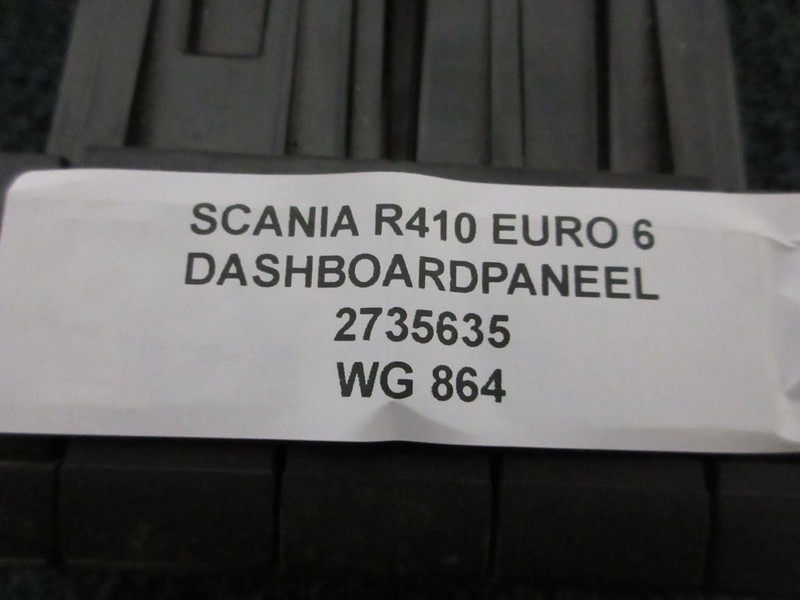 SCANIA R410 EURO 6
DASHBOARDPANEEL
2735635
WG 864